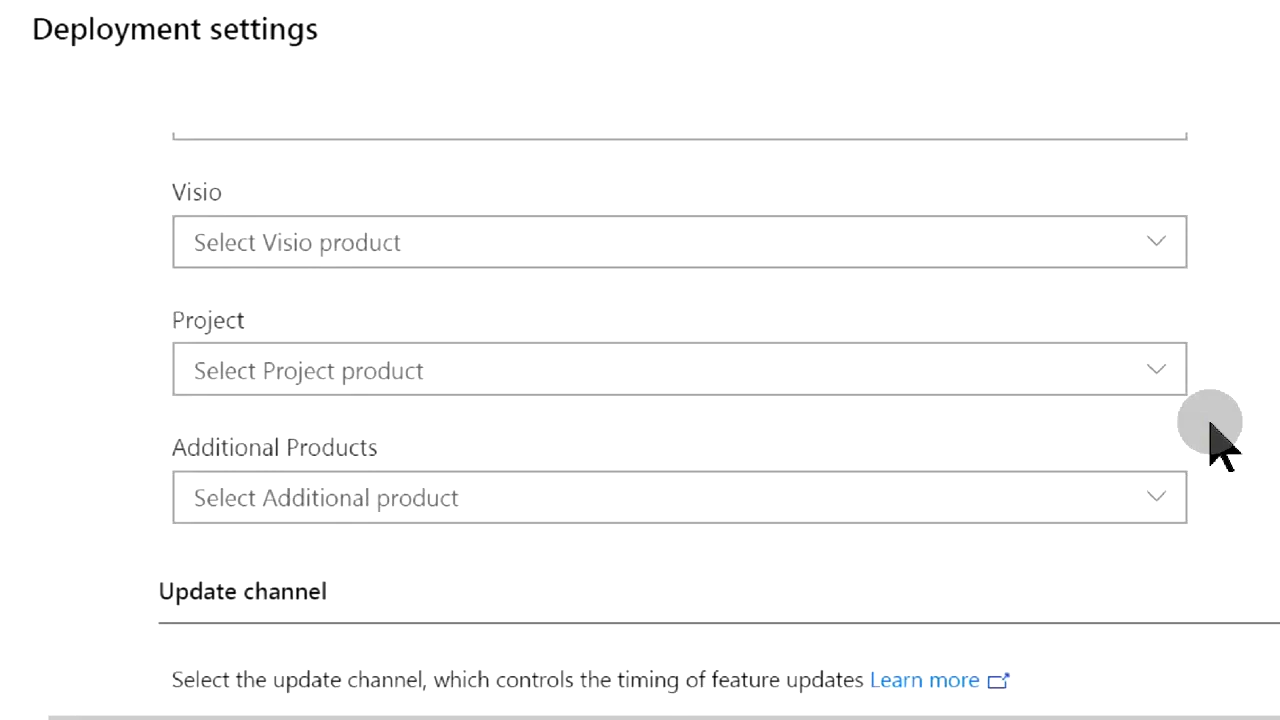 Deployment settings
Visio
Select Visio product
Project
Select Project product
Additional Products
Select Additional product
Update channel
Select the update channel, which controls the timing of feature updates Learn more